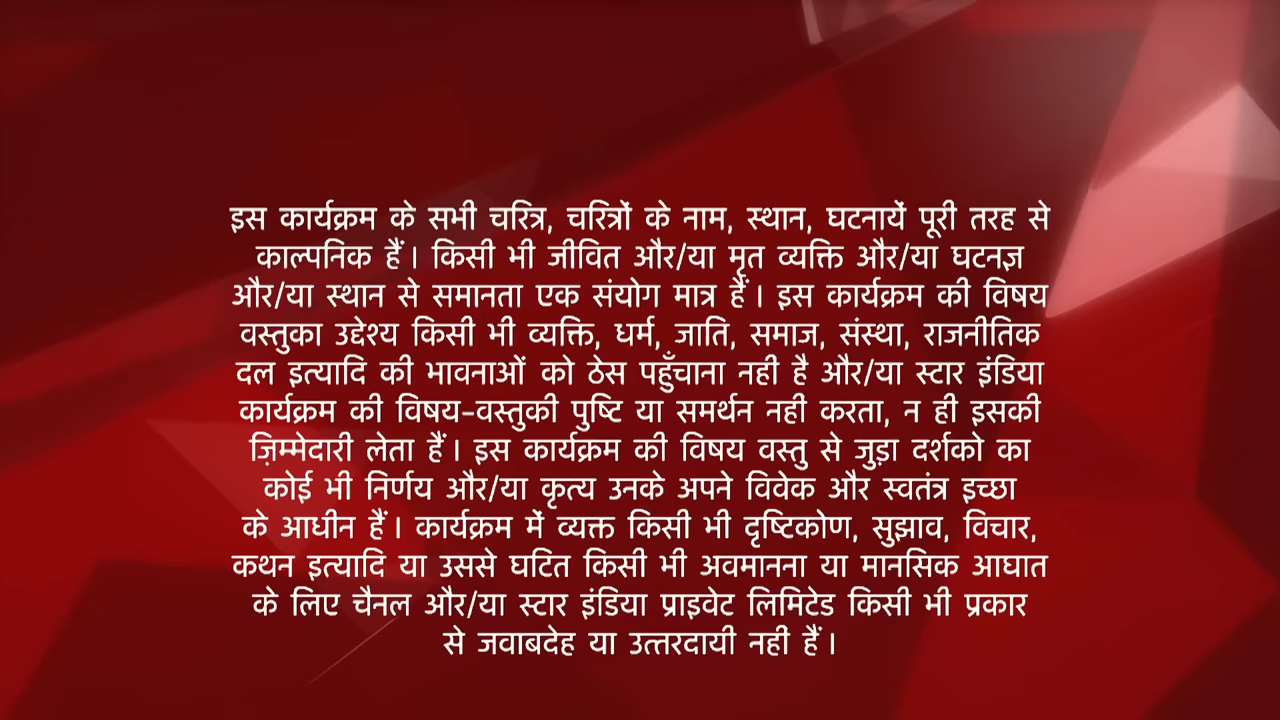 इस कार्यक्रम के सभी चरित्र, चरित्रों के नाम, स्थान, घटनायें पूरी तरह से
काल्पनिक हैं। किसी भी जीवित और/या मृत व्यक्ति और/या घटनज्ञ
और/या स्थान से समानता एक संयोग मात्र हैं। इस कार्यक्रम की विषय
वस्तुका उद्देश्य किसी भी व्यक्ति, धर्म, जाति, समाज, संस्था, राजनीतिक
दल इत्यादि की भावनाओं को ठेस पहुँचाना नही है और/या स्टार इंडिया
कार्यक्रम की विषय-वस्तुकी पुष्टि या समर्थन नही करता, न ही इसकी
ज़िम्मेदारी लेता हैं। इस कार्यक्रम की विषय वस्तु से जुड़ा दर्शको का
कोई भी निर्णय और/या कृत्य उनके अपने विवेक और स्वतंत्र इच्छा
के आधीन हैं। कार्यक्रम में व्यक्त किसी भी दृष्टिकोण, सुझाव, विचार,
कथन इत्यादि या उससे घटित किसी भी अवमानना या मानसिक आघात
के लिए चैनल और/या स्टार इंडिया प्राइवेट लिमिटेड किसी भी प्रकार
से जवाबदेह या उत्तरदायी नही हैं।